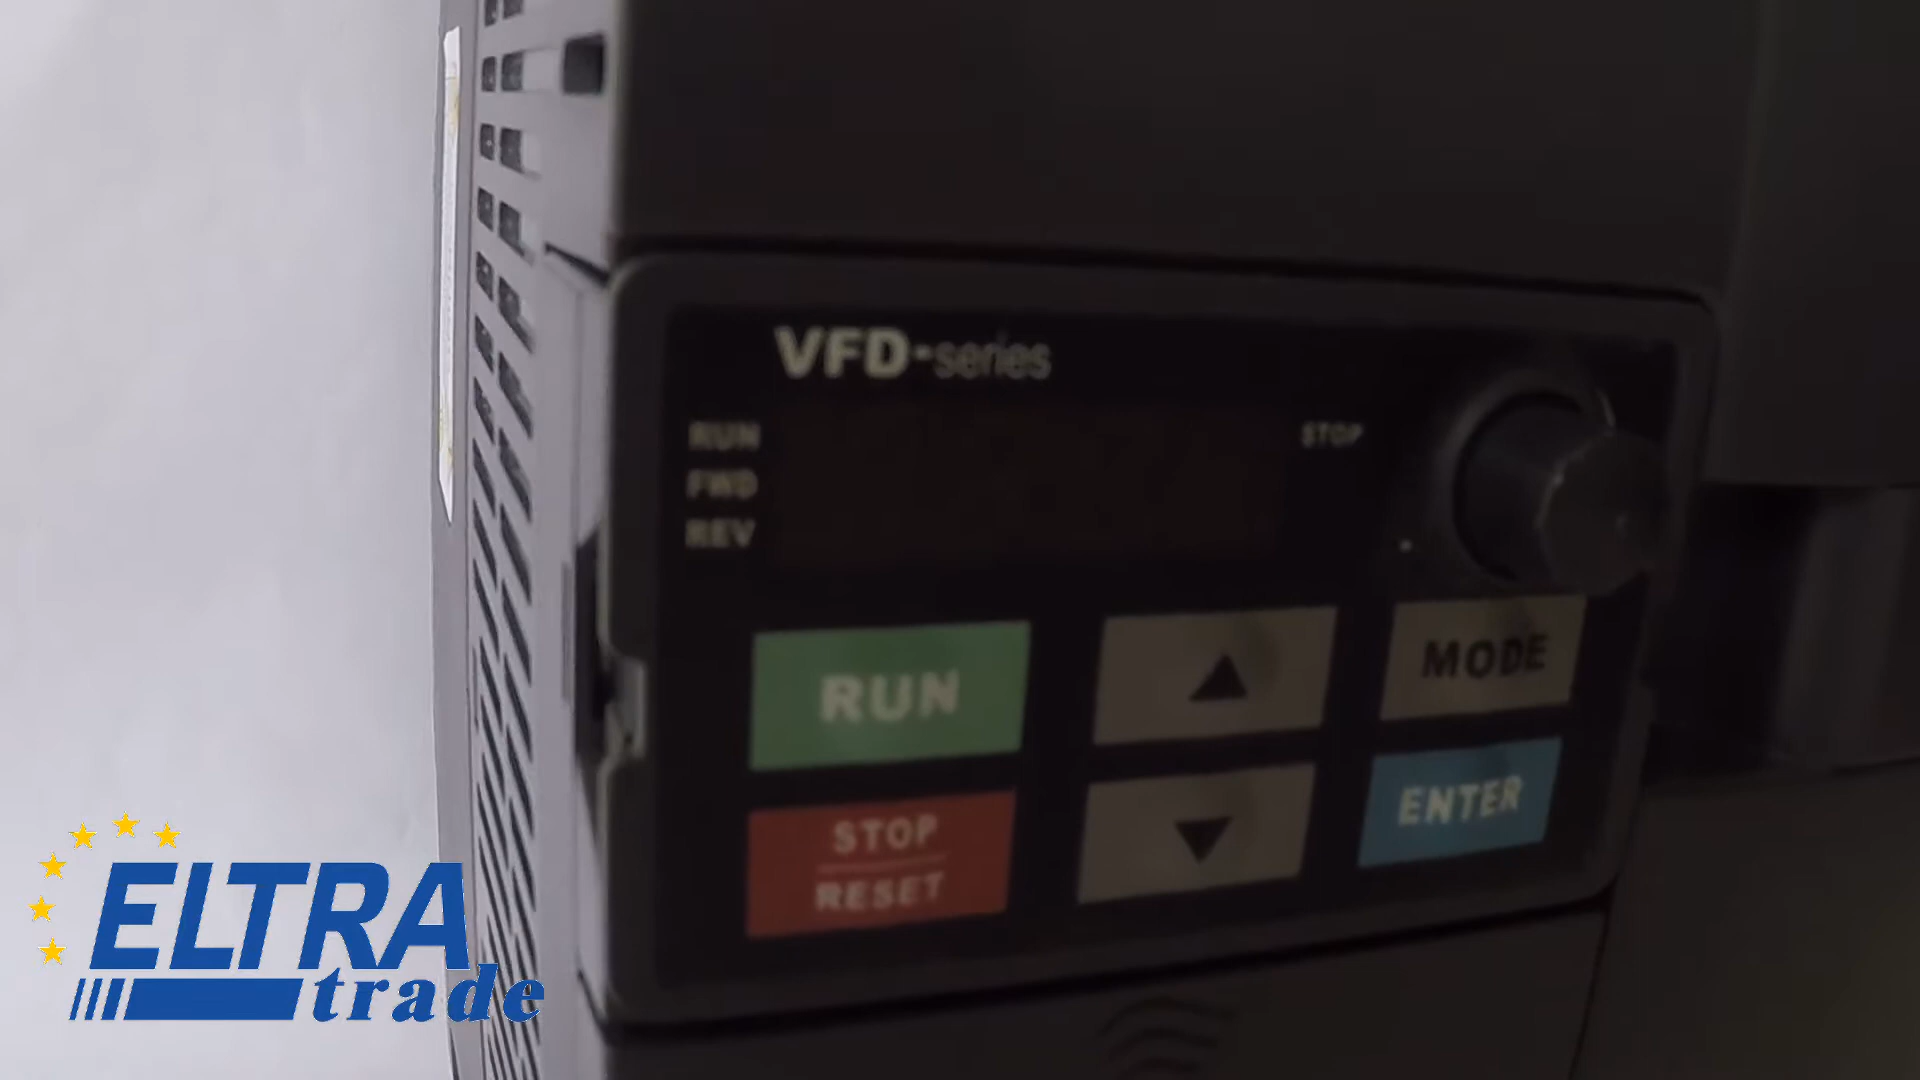 VFD-series
RUN
FWD
REV
STOP
RUN
MODE
STOP
RESET
ENTER
ELTRA
trade